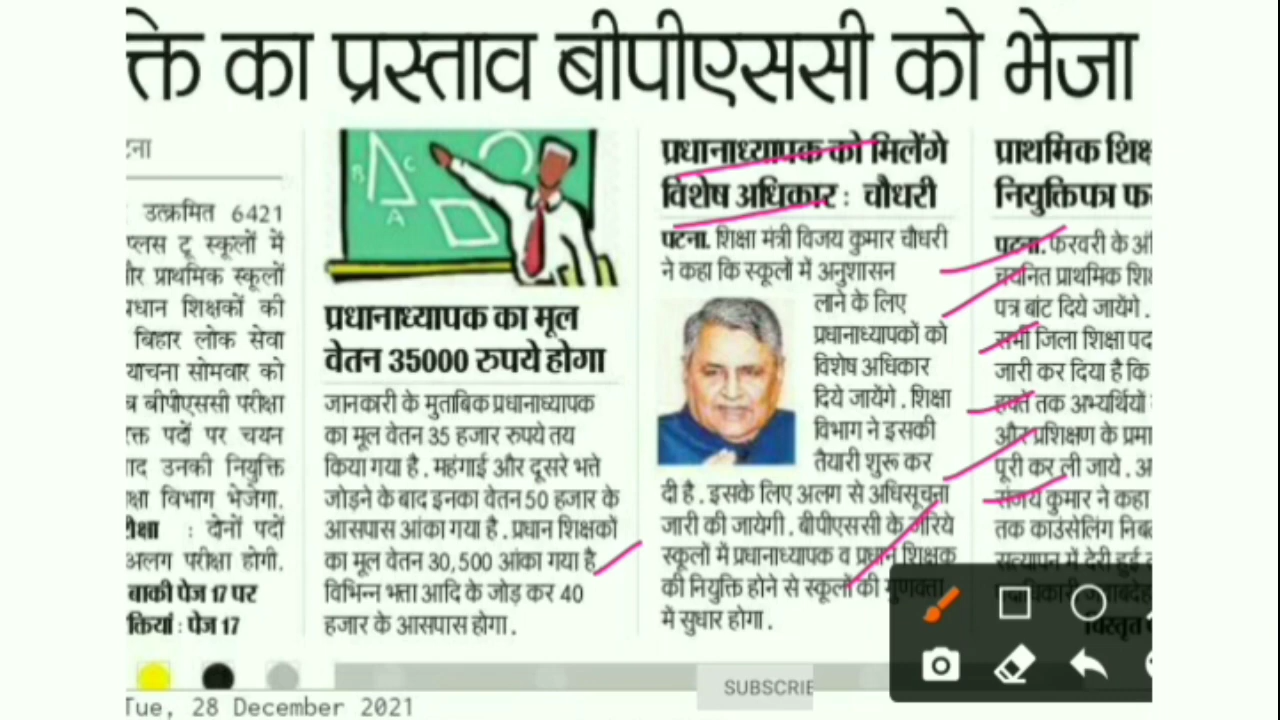 क्ति का प्रस्ताव बीपीएससी को भेजा
उत्क्रमित 6421
प्लस टू स्कूलों में
और प्राथमिक स्कूलों
प्रधान शिक्षकों की
बिहार लोक सेवा
सोमवार को
बीपीएससी परीक्षा
पदों पर चयन
उनकी नियुक्ति
विभाग भेजेगा.
: दोनों पदों
अलग परीक्षा होगी.
बाकी पेज 17 पर
: पेज 17
B
C
A
प्रधानाध्यापक का मूल
वेतन 35000 रुपये होगा
जानकारी के मुताबिक प्रधानाध्यापक
का मूल वेतन 35 हजार रुपये तय
किया गया है. महंगाई और दूसरे भत्ते
जोड़ने के बाद इनका वेतन 50 हजार के
आसपास आंका गया है. प्रधान शिक्षकों
का मूल वेतन 30,500 आंका गया है
विभिन्न भत्ता आदि के जोड़ कर 40
हजार के आसपास होगा.
प्रधानाध्यापक को मिलेंगे
विशेष अधिकार : चौधरी
पटना. शिक्षा मंत्री विजय कुमार चौधरी
ने कहा कि स्कूलों में अनुशासन
लाने के लिए
प्रधानाध्यापकों को
विशेष अधिकार
दिये जायेंगे. शिक्षा
विभाग ने इसकी
तैयारी शुरू कर
दी है. इसके लिए अलग से अधिसूचना
जारी की जायेगी. बीपीएससी के जरिये
स्कूलों में प्रधानाध्यापक व प्रधान शिक्षक
की नियुक्ति होने से स्कूलों की गुणवत्ता
में सुधार होगा.
प्राथमिक शिक्ष
नियुक्तिपत्र फ
पटना. फरवरी के अं
चयनित प्राथमिक शि
पत्र बांट दिये जायेंगे.
सभी जिला शिक्षा पद
जारी कर दिया है कि
हफ्ते तक अभ्यर्थियों
और प्रशिक्षण के प्रमा
पूरी कर ली जाये. अ
संजय कुमार ने कहा
तक काउंसेलिंग
सत्यापन में देरी हुई
Tue, 28 December 2021
SUBSCRIE